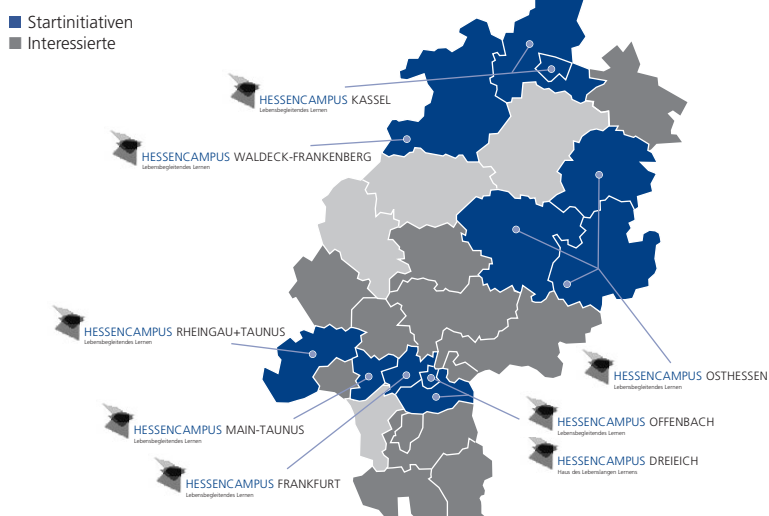 Startinitiativen
Interessierte
HESSENCAMPUS KASSEL
Lebensbegleitendes Lernen
HESSENCAMPUS WALDECK-FRANKENBERG
Lebensbegleitendes Lernen
HESSENCAMPUS RHEINGAU+TAUNUS
Lebensbegleitendes Lernen
HESSENCAMPUS OSTHESSEN
Lebensbegleitendes Lernen
HESSENCAMPUS MAIN-TAUNUS
Lebensbegleitendes Lernen
HESSENCAMPUS OFFENBACH
Lebensbegleitendes Lernen
HESSENCAMPUS DREIEICH
Haus des Lebenslangen Lernens
HESSENCAMPUS FRANKFURT
Lebensbegleitendes Lernen